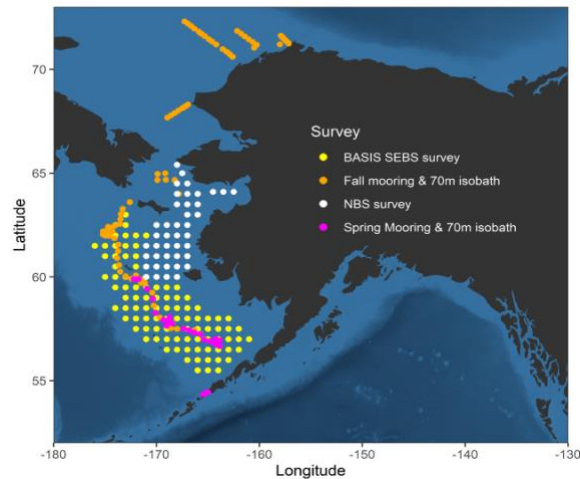 70
65
60
55
Latitude
Survey
BASIS SEBS survey
Fall mooring & 70m isobath
NBS survey
Spring Mooring & 70m isobath
-180 -170 -160 -150 -140 -130
Longitude